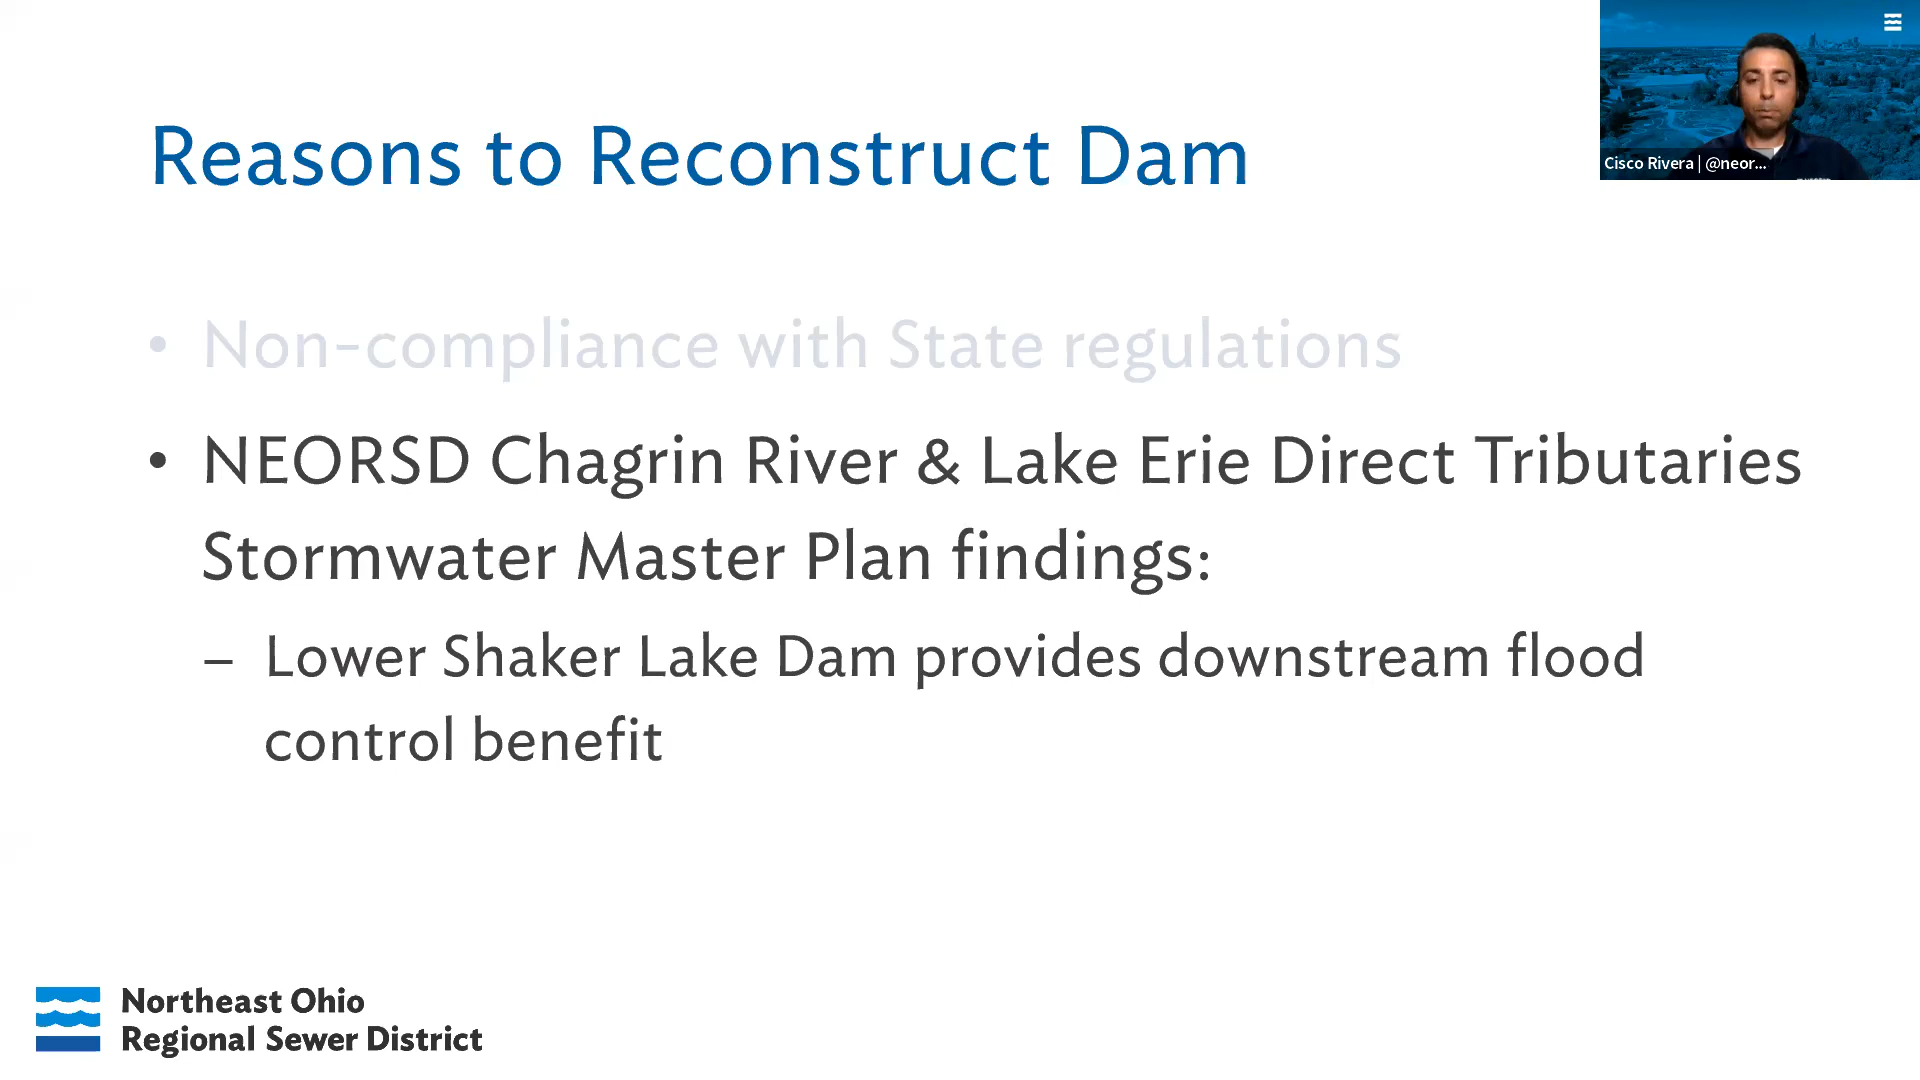 Reasons to Reconstruct Dam
Cisco Rivera | @neor...
• Non-compliance with State regulations
• NEORSD Chagrin River & Lake Erie Direct Tributaries
Stormwater Master Plan findings:
– Lower Shaker Lake Dam provides downstream flood
control benefit
Northeast Ohio
Regional Sewer District